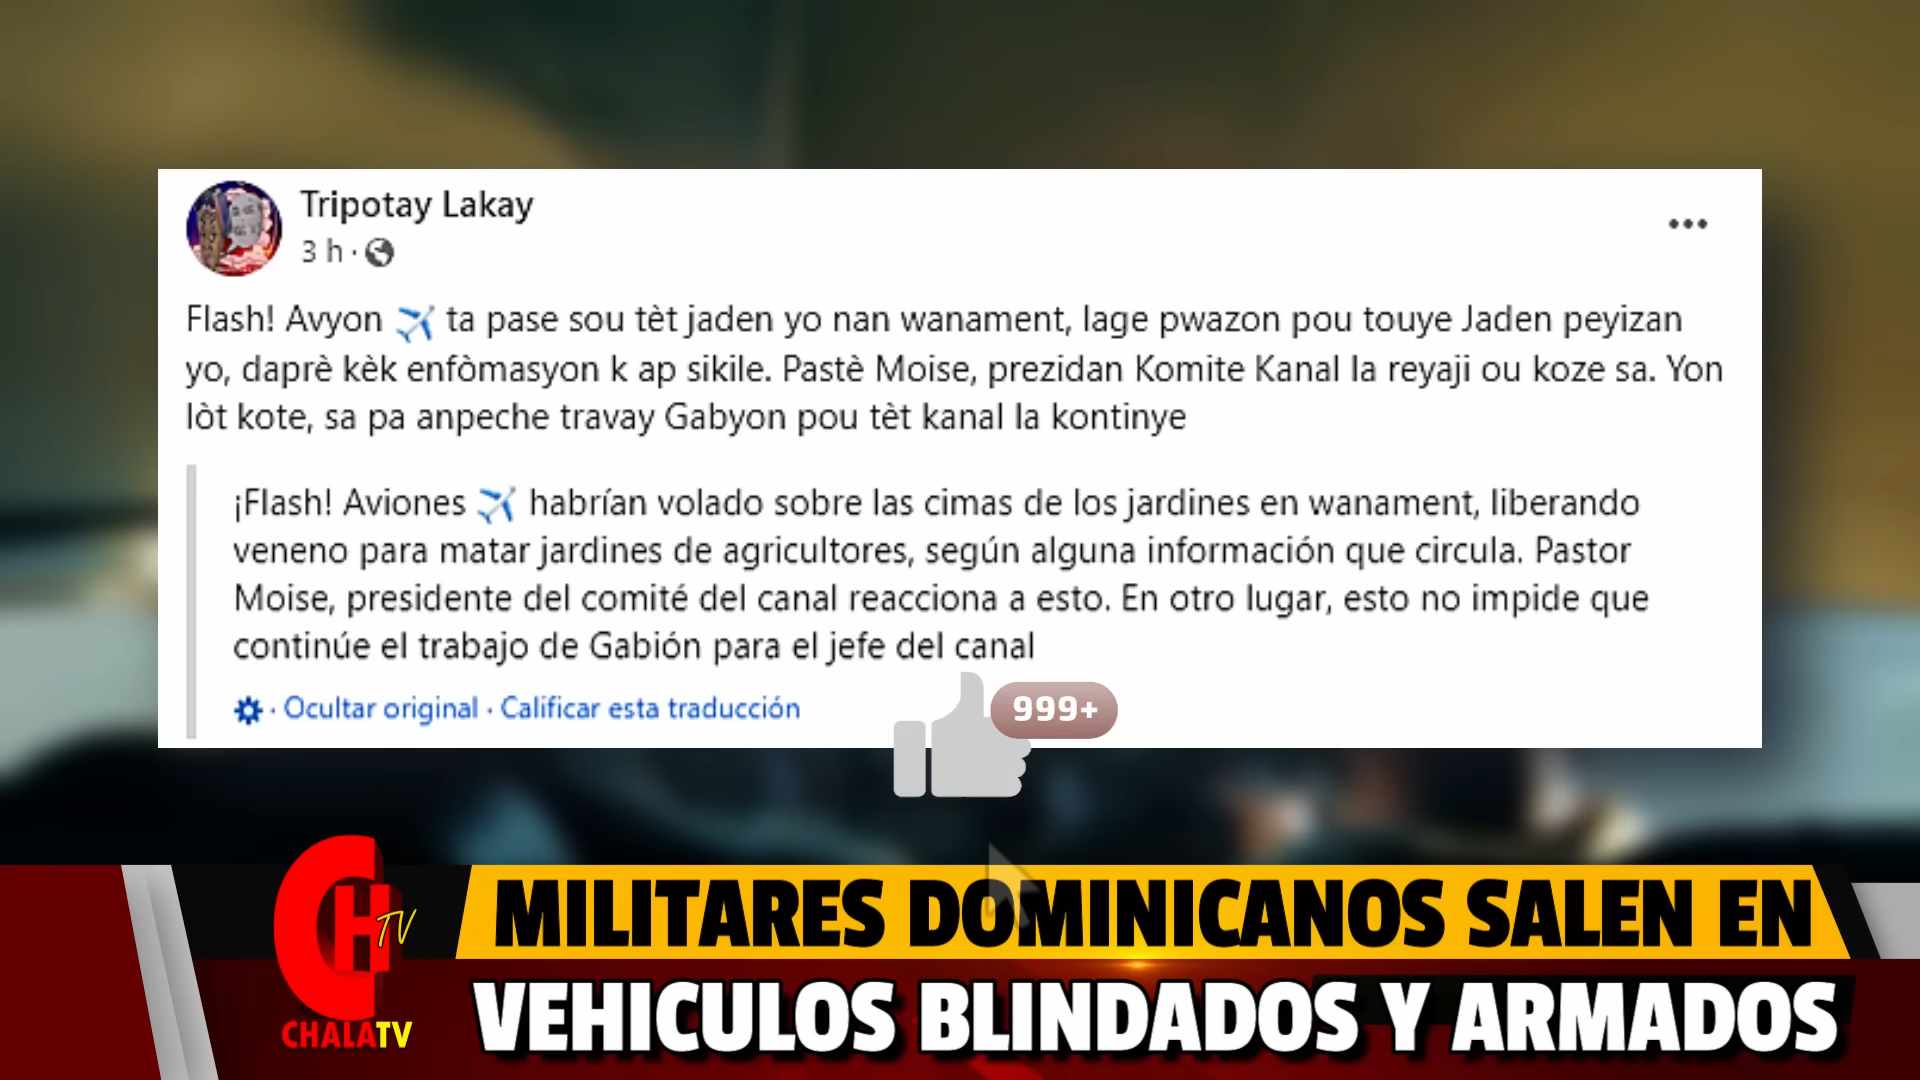 Tripotay Lakay
3 h ·
Flash! Avyon ✈ ta pase sou tèt jaden yo nan wanament, lage pwazon pou touye Jaden peyizan
yo, daprè kèk enfòmasyon k ap sikile. Pastè Moise, prezidan Komite Kanal la reyaji ou koze sa. Yon
lòt kote, sa pa anpeche travay Gabyon pou tèt kanal la kontinye
¡Flash! Aviones ✈ habrían volado sobre las cimas de los jardines en wanament, liberando
veneno para matar jardines de agricultores, según alguna información que circula. Pastor
Moise, presidente del comité del canal reacciona a esto. En otro lugar, esto no impide que
continúe el trabajo de Gabión para el jefe del canal
· Ocultar original · Calificar esta traducción
999+
CH TV
CHALATV
MILITARES DOMINICANOS SALEN EN
VEHICULOS BLINDADOS Y ARMADOS